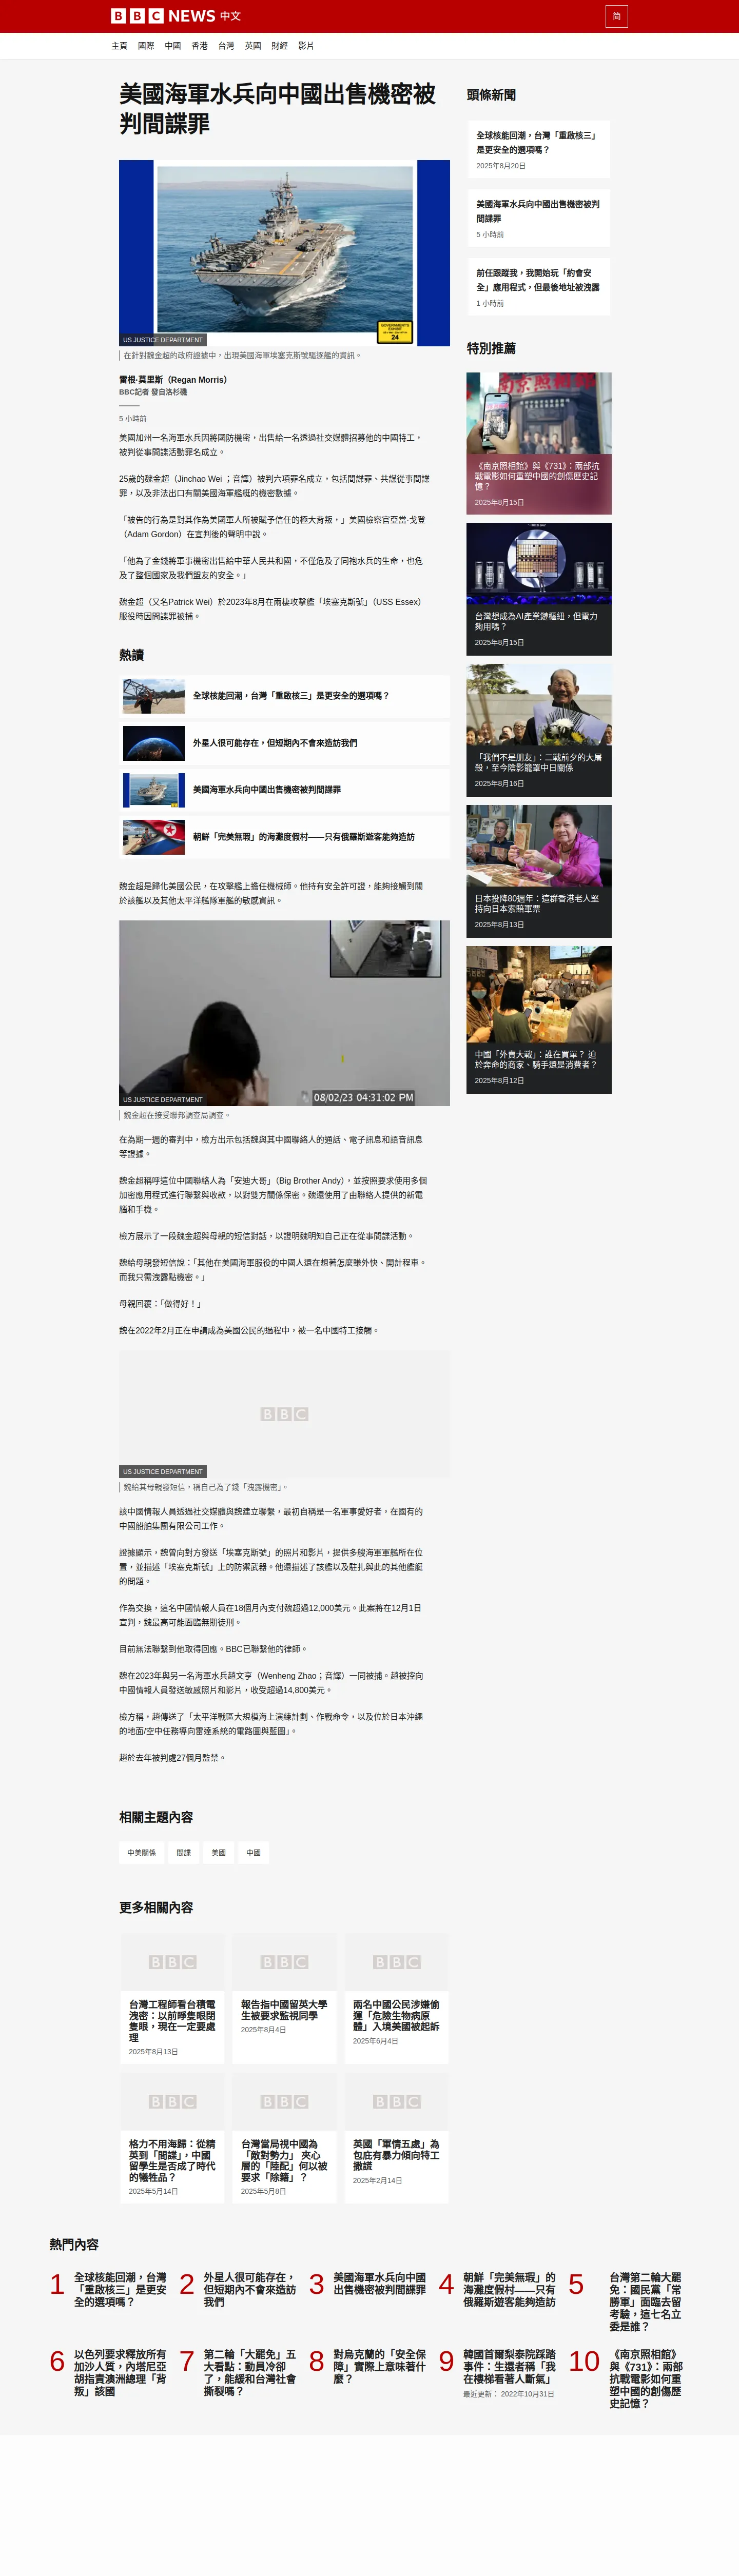 BBC NEWS 中文
简
主頁 國際 中國 香港 台灣 英國 財經 影片
美國海軍水兵向中國出售機密被
判間諜罪
GOVERNMENT'S
EXHIBIT
24
US JUSTICE DEPARTMENT
在針對魏金超的政府證據中，出現美國海軍埃塞克斯號驅逐艦的資訊。
雷根·莫里斯（Regan Morris）
BBC記者 發自洛杉磯
5 小時前
美國加州一名海軍水兵因將國防機密，出售給一名透過社交媒體招募他的中國特工，
被判從事間諜活動罪名成立。
25歲的魏金超（Jinchao Wei ；音譯）被判六項罪名成立，包括間諜罪、共謀從事間諜
罪，以及非法出口有關美國海軍艦艇的機密數據。
「被告的行為是對其作為美國軍人所被賦予信任的極大背叛，」美國檢察官亞當·戈登
（Adam Gordon）在宣判後的聲明中說。
「他為了金錢將軍事機密出售給中華人民共和國，不僅危及了同袍水兵的生命，也危
及了整個國家及我們盟友的安全。」
魏金超（又名Patrick Wei）於2023年8月在兩棲攻擊艦「埃塞克斯號」（USS Essex）
服役時因間諜罪被捕。
熱讀
全球核能回潮，台灣「重啟核三」是更安全的選項嗎？
外星人很可能存在，但短期內不會來造訪我們
美國海軍水兵向中國出售機密被判間諜罪
朝鮮「完美無瑕」的海灘度假村——只有俄羅斯遊客能夠造訪
魏金超是歸化美國公民，在攻擊艦上擔任機械師。他持有安全許可證，能夠接觸到關
於該艦以及其他太平洋艦隊軍艦的敏感資訊。
08/02/23 04:31:02 PM
US JUSTICE DEPARTMENT
魏金超在接受聯邦調查局調查。
在為期一週的審判中，檢方出示包括魏與其中國聯絡人的通話、電子訊息和語音訊息
等證據。
魏金超稱呼這位中國聯絡人為「安迪大哥」（Big Brother Andy），並按照要求使用多個
加密應用程式進行聯繫與收款，以對雙方關係保密。魏還使用了由聯絡人提供的新電
腦和手機。
檢方展示了一段魏金超與母親的短信對話，以證明魏明知自己正在從事間諜活動。
魏給母親發短信說：「其他在美國海軍服役的中國人還在想著怎麼賺外快、開計程車。
而我只需洩露點機密。」
母親回覆：「做得好！」
魏在2022年2月正在申請成為美國公民的過程中，被一名中國特工接觸。
BBC
US JUSTICE DEPARTMENT
魏給其母親發短信，稱自己為了錢「洩露機密」。
該中國情報人員透過社交媒體與魏建立聯繫，最初自稱是一名軍事愛好者，在國有的
中國船舶集團有限公司工作。
證據顯示，魏曾向對方發送「埃塞克斯號」的照片和影片，提供多艘海軍軍艦所在位
置，並描述「埃塞克斯號」上的防禦武器。他還描述了該艦以及駐扎與此的其他艦艇
的問題。
作為交換，這名中國情報人員在18個月內支付魏超過12,000美元。此案將在12月1日
宣判，魏最高可能面臨無期徒刑。
目前無法聯繫到他取得回應。BBC已聯繫他的律師。
魏在2023年與另一名海軍水兵趙文亨（Wenheng Zhao；音譯）一同被捕。趙被控向
中國情報人員發送敏感照片和影片，收受超過14,800美元。
檢方稱，趙傳送了「太平洋戰區大規模海上演練計劃、作戰命令，以及位於日本沖繩
的地面/空中任務導向雷達系統的電路圖與藍圖」。
趙於去年被判處27個月監禁。
相關主題內容
中美關係 間諜 美國 中國
更多相關內容
BBC
台灣工程師看台積電
洩密：以前睜隻眼閉
隻眼，現在一定要處
理
2025年8月13日
BBC
報告指中國留英大學
生被要求監視同學
2025年8月4日
BBC
兩名中國公民涉嫌偷
運「危險生物病原
體」入境美國被起訴
2025年6月4日
BBC
格力不用海歸：從精
英到「間諜」，中國
留學生是否成了時代
的犧牲品？
2025年5月14日
BBC
台灣當局視中國為
「敵對勢力」 夾心
層的「陸配」何以被
要求「除籍」？
2025年5月8日
BBC
英國「軍情五處」為
包庇有暴力傾向特工
撒謊
2025年2月14日
頭條新聞
全球核能回潮，台灣「重啟核三」
是更安全的選項嗎？
2025年8月20日
美國海軍水兵向中國出售機密被判
間諜罪
5 小時前
前任跟蹤我，我開始玩「約會安
全」應用程式，但最後地址被洩露
1 小時前
特別推薦
南京照相館
《南京照相館》與《731》：兩部抗
戰電影如何重塑中國的創傷歷史記
憶？
2025年8月15日
台灣想成為AI產業鏈樞紐，但電力
夠用嗎？
2025年8月15日
「我們不是朋友」：二戰前夕的大屠
殺，至今陰影籠罩中日關係
2025年8月16日
日本投降80週年：這群香港老人堅
持向日本索賠軍票
2025年8月13日
中國「外賣大戰」：誰在買單？ 迫
於奔命的商家、騎手還是消費者？
2025年8月12日
熱門內容
1 全球核能回潮，台灣
「重啟核三」是更安
全的選項嗎？
2 外星人很可能存在，
但短期內不會來造訪
我們
3 美國海軍水兵向中國
出售機密被判間諜罪
4 朝鮮「完美無瑕」的
海灘度假村——只有
俄羅斯遊客能夠造訪
5 台灣第二輪大罷
免：國民黨「常
勝軍」面臨去留
考驗，這七名立
委是誰？
6 以色列要求釋放所有
加沙人質，內塔尼亞
胡指責澳洲總理「背
叛」該國
7 第二輪「大罷免」五
大看點：動員冷卻
了，能緩和台灣社會
撕裂嗎？
8 對烏克蘭的「安全保
障」實際上意味著什
麼？
9 韓國首爾梨泰院踩踏
事件：生還者稱「我
在樓梯看著人斷氣」
最近更新： 2022年10月31日
10 《南京照相館》
與《731》：兩部
抗戰電影如何重
塑中國的創傷歷
史記憶？